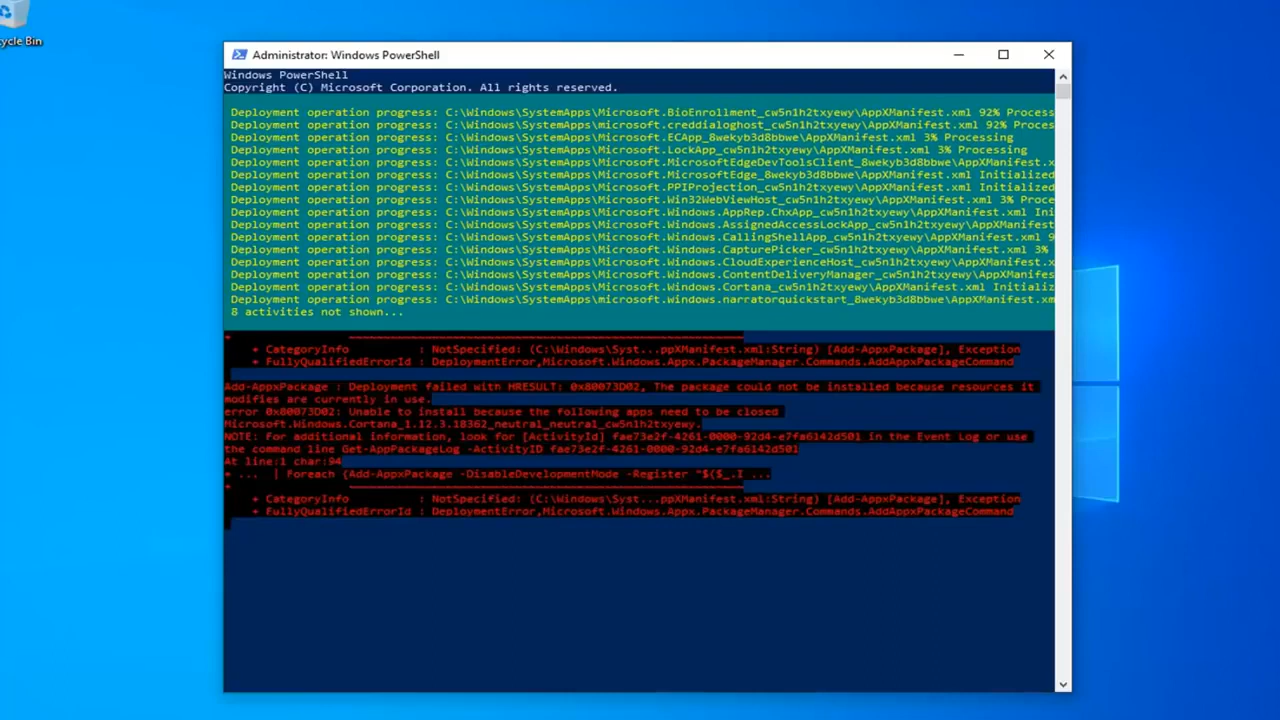 cycle Bin
Administrator: Windows PowerShell
Windows PowerShell
Copyright (C) Microsoft Corporation. All rights reserved.
Deployment operation progress: C:\Windows\SystemApps\Microsoft.BioEnrollment_cw5n1h2txyewy\AppXManifest.xml 92% Proces
Deployment operation progress: C:\Windows\SystemApps\Microsoft.creddialoghost_cw5n1h2txyewy\AppXManifest.xml 92% Proces
Deployment operation progress: C:\Windows\SystemApps\Microsoft.ECApp_8wekyb3d8bbwe\AppXManifest.xml 3% Processing
Deployment operation progress: C:\Windows\SystemApps\Microsoft.LockApp_cw5n1h2txyewy\AppXManifest.xml 3% Processing
Deployment operation progress: C:\Windows\SystemApps\Microsoft.MicrosoftEdgeDevToolsClient_8wekyb3d8bbwe\AppXManifest.x
Deployment operation progress: C:\Windows\SystemApps\Microsoft.MicrosoftEdge_8wekyb3d8bbwe\AppXManifest.xml Initialized
Deployment operation progress: C:\Windows\SystemApps\Microsoft.PPIProjection_cw5n1h2txyewy\AppXManifest.xml Initialized
Deployment operation progress: C:\Windows\SystemApps\Microsoft.Win32WebViewHost_cw5n1h2txyewy\AppXManifest.xml 3% Proce
Deployment operation progress: C:\Windows\SystemApps\Microsoft.Windows.AppRep.ChxApp_cw5n1h2txyewy\AppXManifest.xml Ini
Deployment operation progress: C:\Windows\SystemApps\Microsoft.Windows.AssignedAccessLockApp_cw5n1h2txyewy\AppXManifest
Deployment operation progress: C:\Windows\SystemApps\Microsoft.Windows.CallingShellApp_cw5n1h2txyewy\AppXManifest.xml 9
Deployment operation progress: C:\Windows\SystemApps\Microsoft.Windows.CapturePicker_cw5n1h2txyewy\AppXManifest.xml 3%
Deployment operation progress: C:\Windows\SystemApps\Microsoft.Windows.CloudExperienceHost_cw5n1h2txyewy\AppXManifest.x
Deployment operation progress: C:\Windows\SystemApps\Microsoft.Windows.ContentDeliveryManager_cw5n1h2txyewy\AppXManifes
Deployment operation progress: C:\Windows\SystemApps\Microsoft.Windows.Cortana_cw5n1h2txyewy\AppXManifest.xml Initializ
Deployment operation progress: C:\Windows\SystemApps\Microsoft.Windows.narratorquickstart_8wekyb3d8bbwe\AppXManifest.xm
8 activities not shown...
+
+ CategoryInfo : NotSpecified: (C:\Windows\Syst...ppXManifest.xml:String) [Add-AppxPackage], Exception
+ FullyQualifiedErrorId : DeploymentError,Microsoft.Windows.Appx.PackageManager.Commands.AddAppxPackageCommand
Add-AppxPackage : Deployment failed with HRESULT: 0x80073D02, The package could not be installed because resources it
modifies are currently in use.
error 0x80073D02: Unable to install because the following apps need to be closed
Microsoft.Windows.Cortana_1.12.3.18362_neutral_neutral_cw5n1h2txyewy.
NOTE: For additional information, look for [ActivityId] fae73e2f-4261-0000-92d4-e7fa6142d501 in the Event Log or use
the command line Get-AppPackageLog -ActivityID fae73e2f-4261-0000-92d4-e7fa6142d501
At line:1 char:94
+ ... | Foreach {Add-AppxPackage -DisableDevelopmentMode -Register "$($_.I ...
+
+ CategoryInfo : NotSpecified: (C:\Windows\Syst...ppXManifest.xml:String) [Add-AppxPackage], Exception
+ FullyQualifiedErrorId : DeploymentError,Microsoft.Windows.Appx.PackageManager.Commands.AddAppxPackageCommand